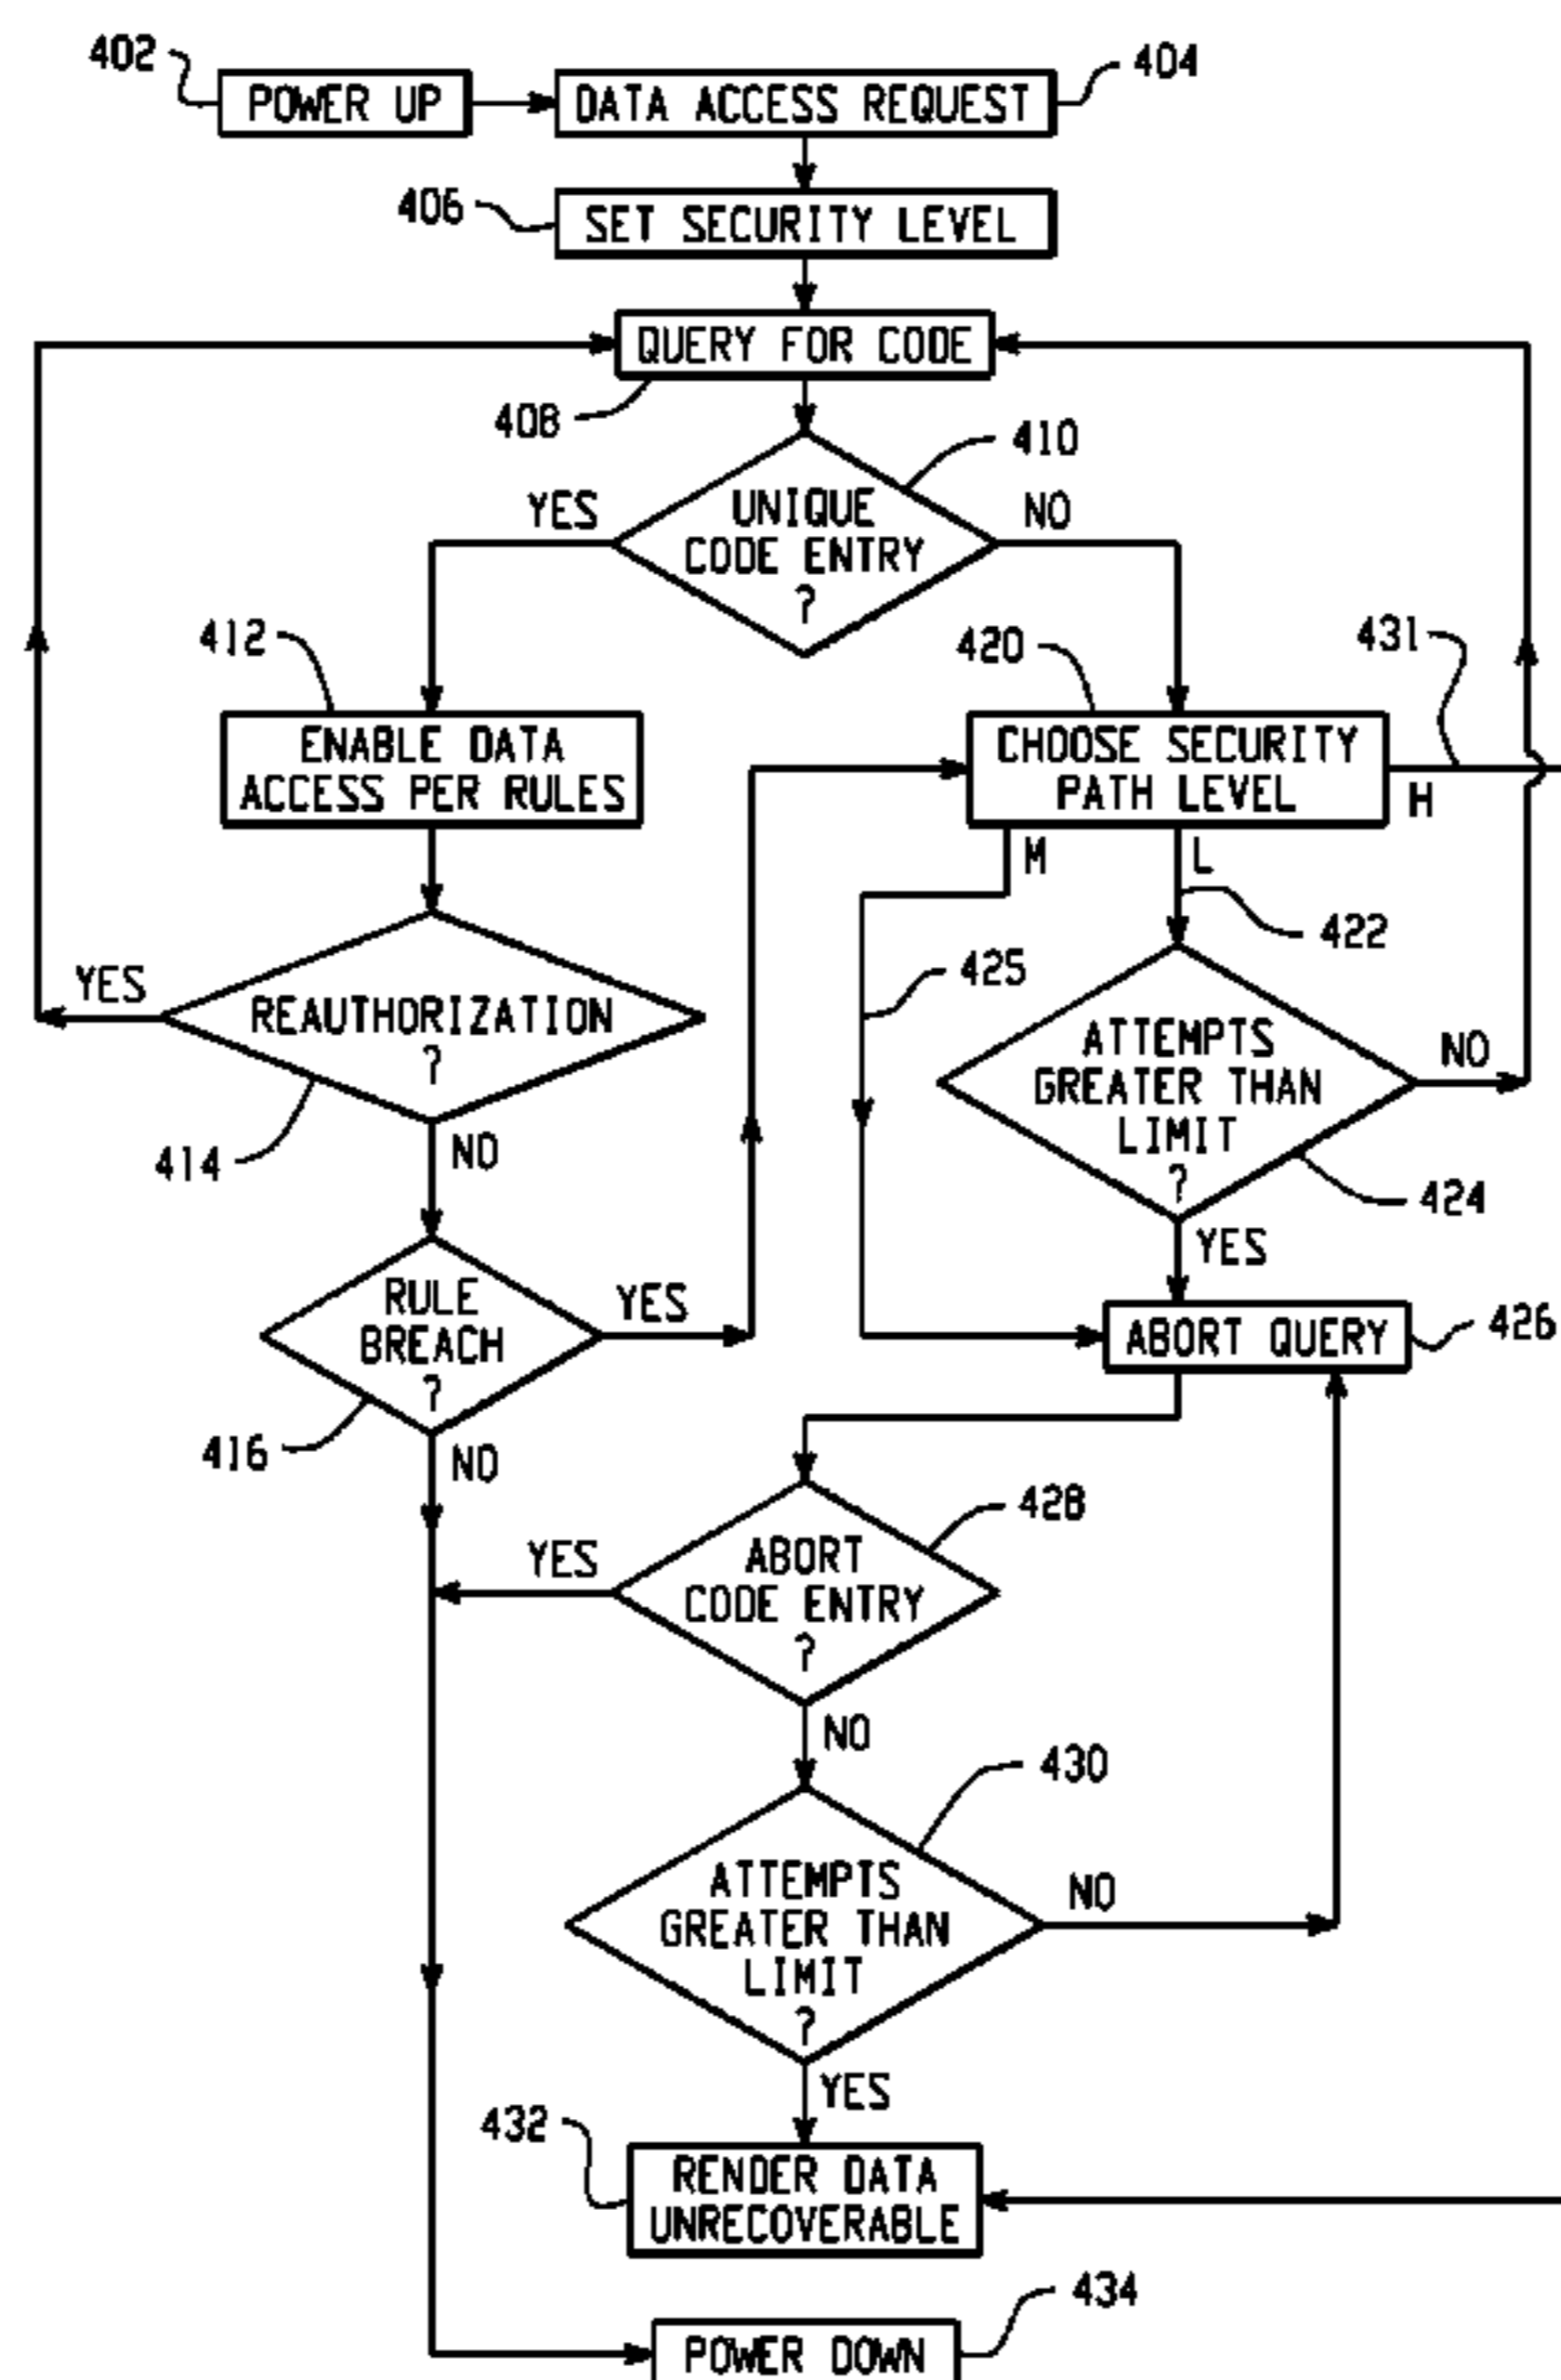 402
POWER UP
DATA ACCESS REQUEST
404
406
SET SECURITY LEVEL
QUERY FOR CODE
408
410
YES
UNIQUE
CODE ENTRY
?
NO
412
420
431
ENABLE DATA
ACCESS PER RULES
CHOOSE SECURITY
PATH LEVEL
H
M
L
422
425
YES
REAUTHORIZATION
?
414
NO
ATTEMPTS
GREATER THAN
LIMIT
?
NO
424
YES
RULE
BREACH
?
YES
416
NO
ABORT QUERY
426
428
YES
ABORT
CODE ENTRY
?
NO
430
ATTEMPTS
GREATER THAN
LIMIT
?
NO
YES
432
RENDER DATA
UNRECOVERABLE
434
POWER DOWN